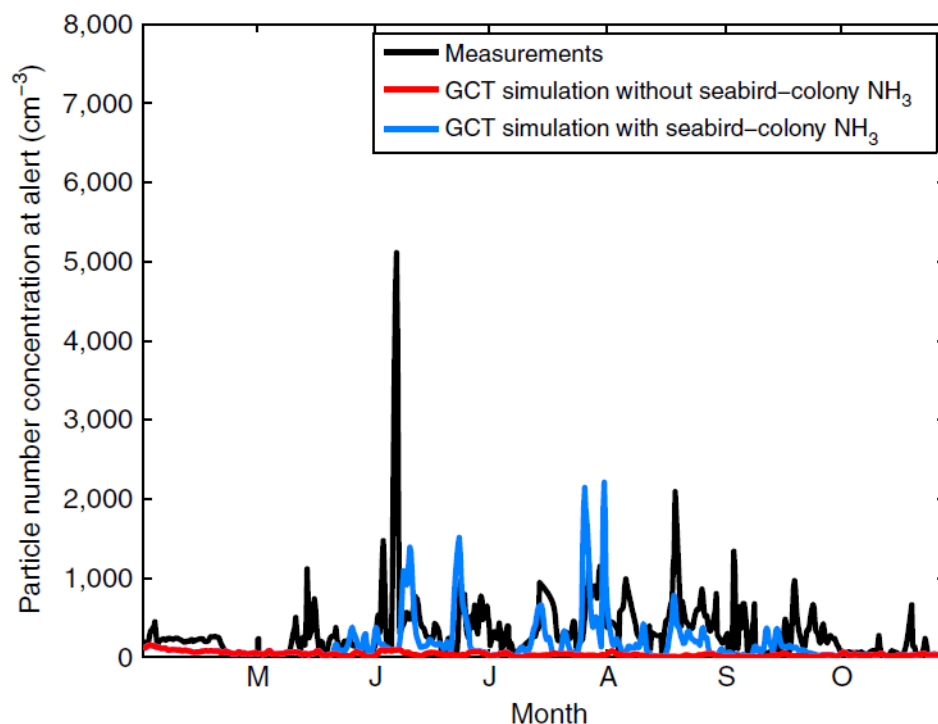 8,000
7,000
6,000
5,000
4,000
3,000
2,000
1,000
0
Particle number concentration at alert (cm⁻³)
Measurements
GCT simulation without seabird–colony NH₃
GCT simulation with seabird–colony NH₃
M J J A S O
Month